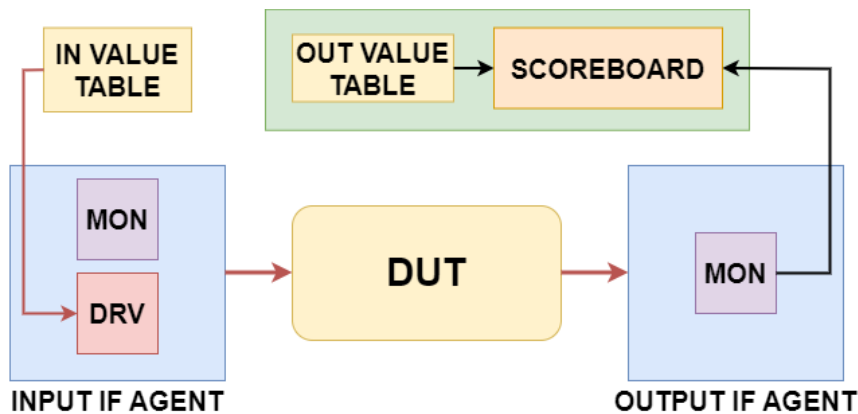 IN VALUE
TABLE
OUT VALUE
TABLE
SCOREBOARD
MON
DRV
DUT
MON
INPUT IF AGENT
OUTPUT IF AGENT